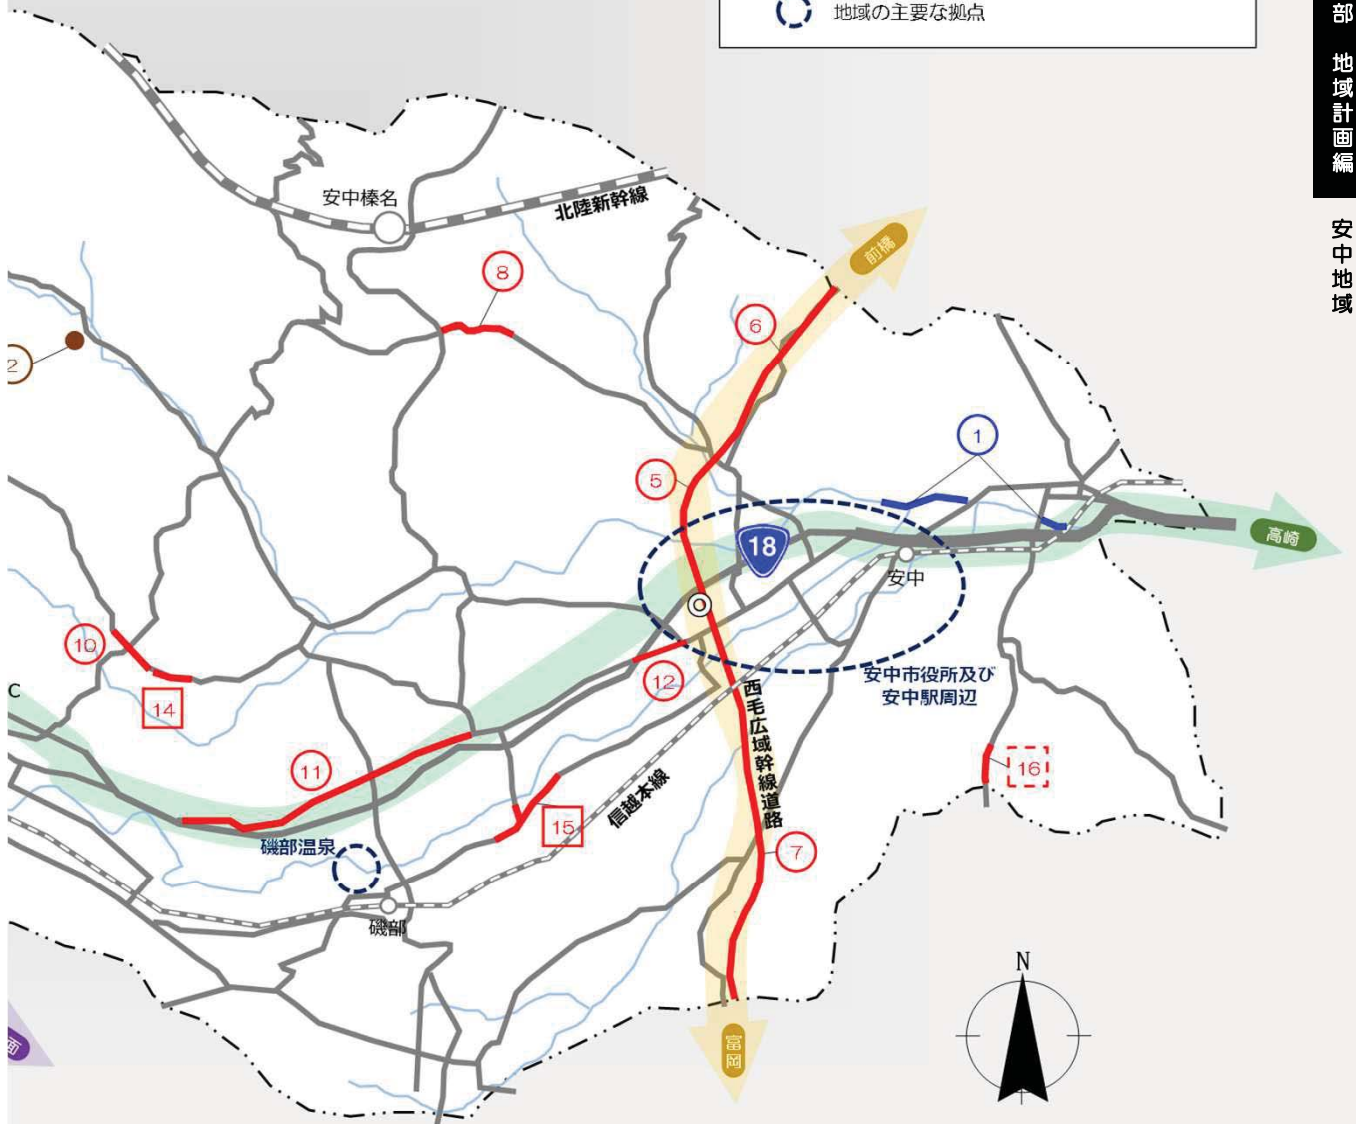 地域の主要な拠点
部 地域計画編
安中地域
安中榛名
北陸新幹線
前橋
8
6
2
1
5
18
高崎
安中
10
12
安中市役所及び
安中駅周辺
C
14
西毛広域幹線道路
11
16
信越本線
15
磯部温泉
7
磯部
N
面
富岡